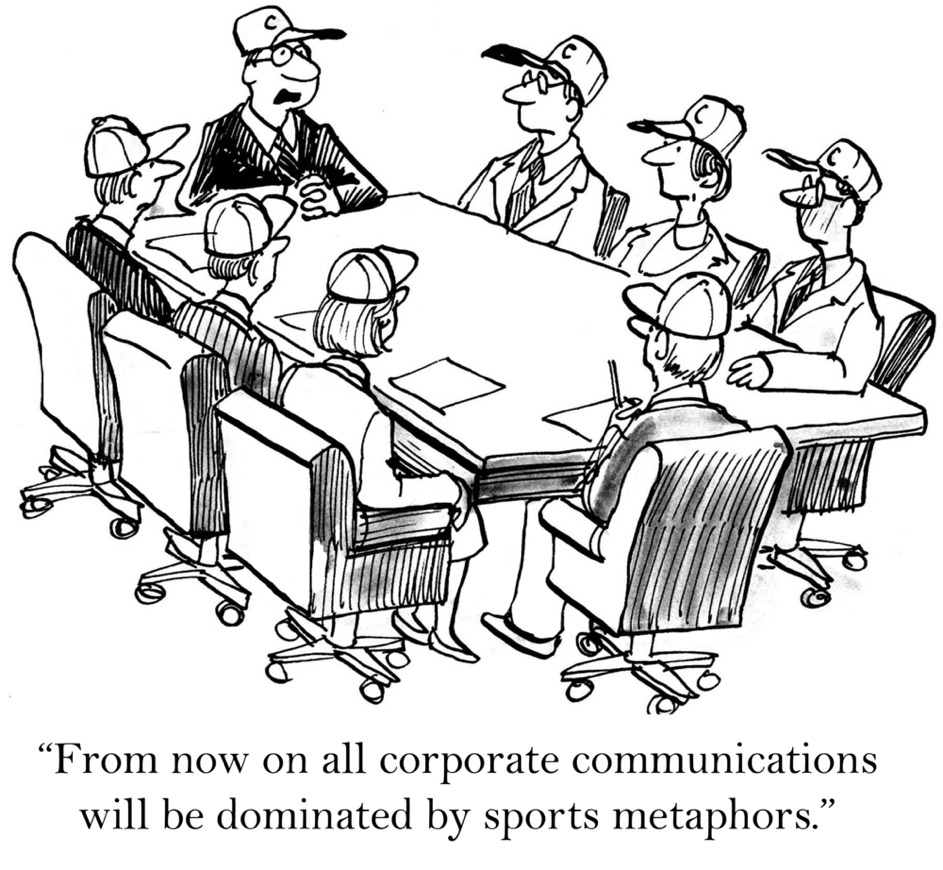 C
C
C
C
“From now on all corporate communications
will be dominated by sports metaphors.”